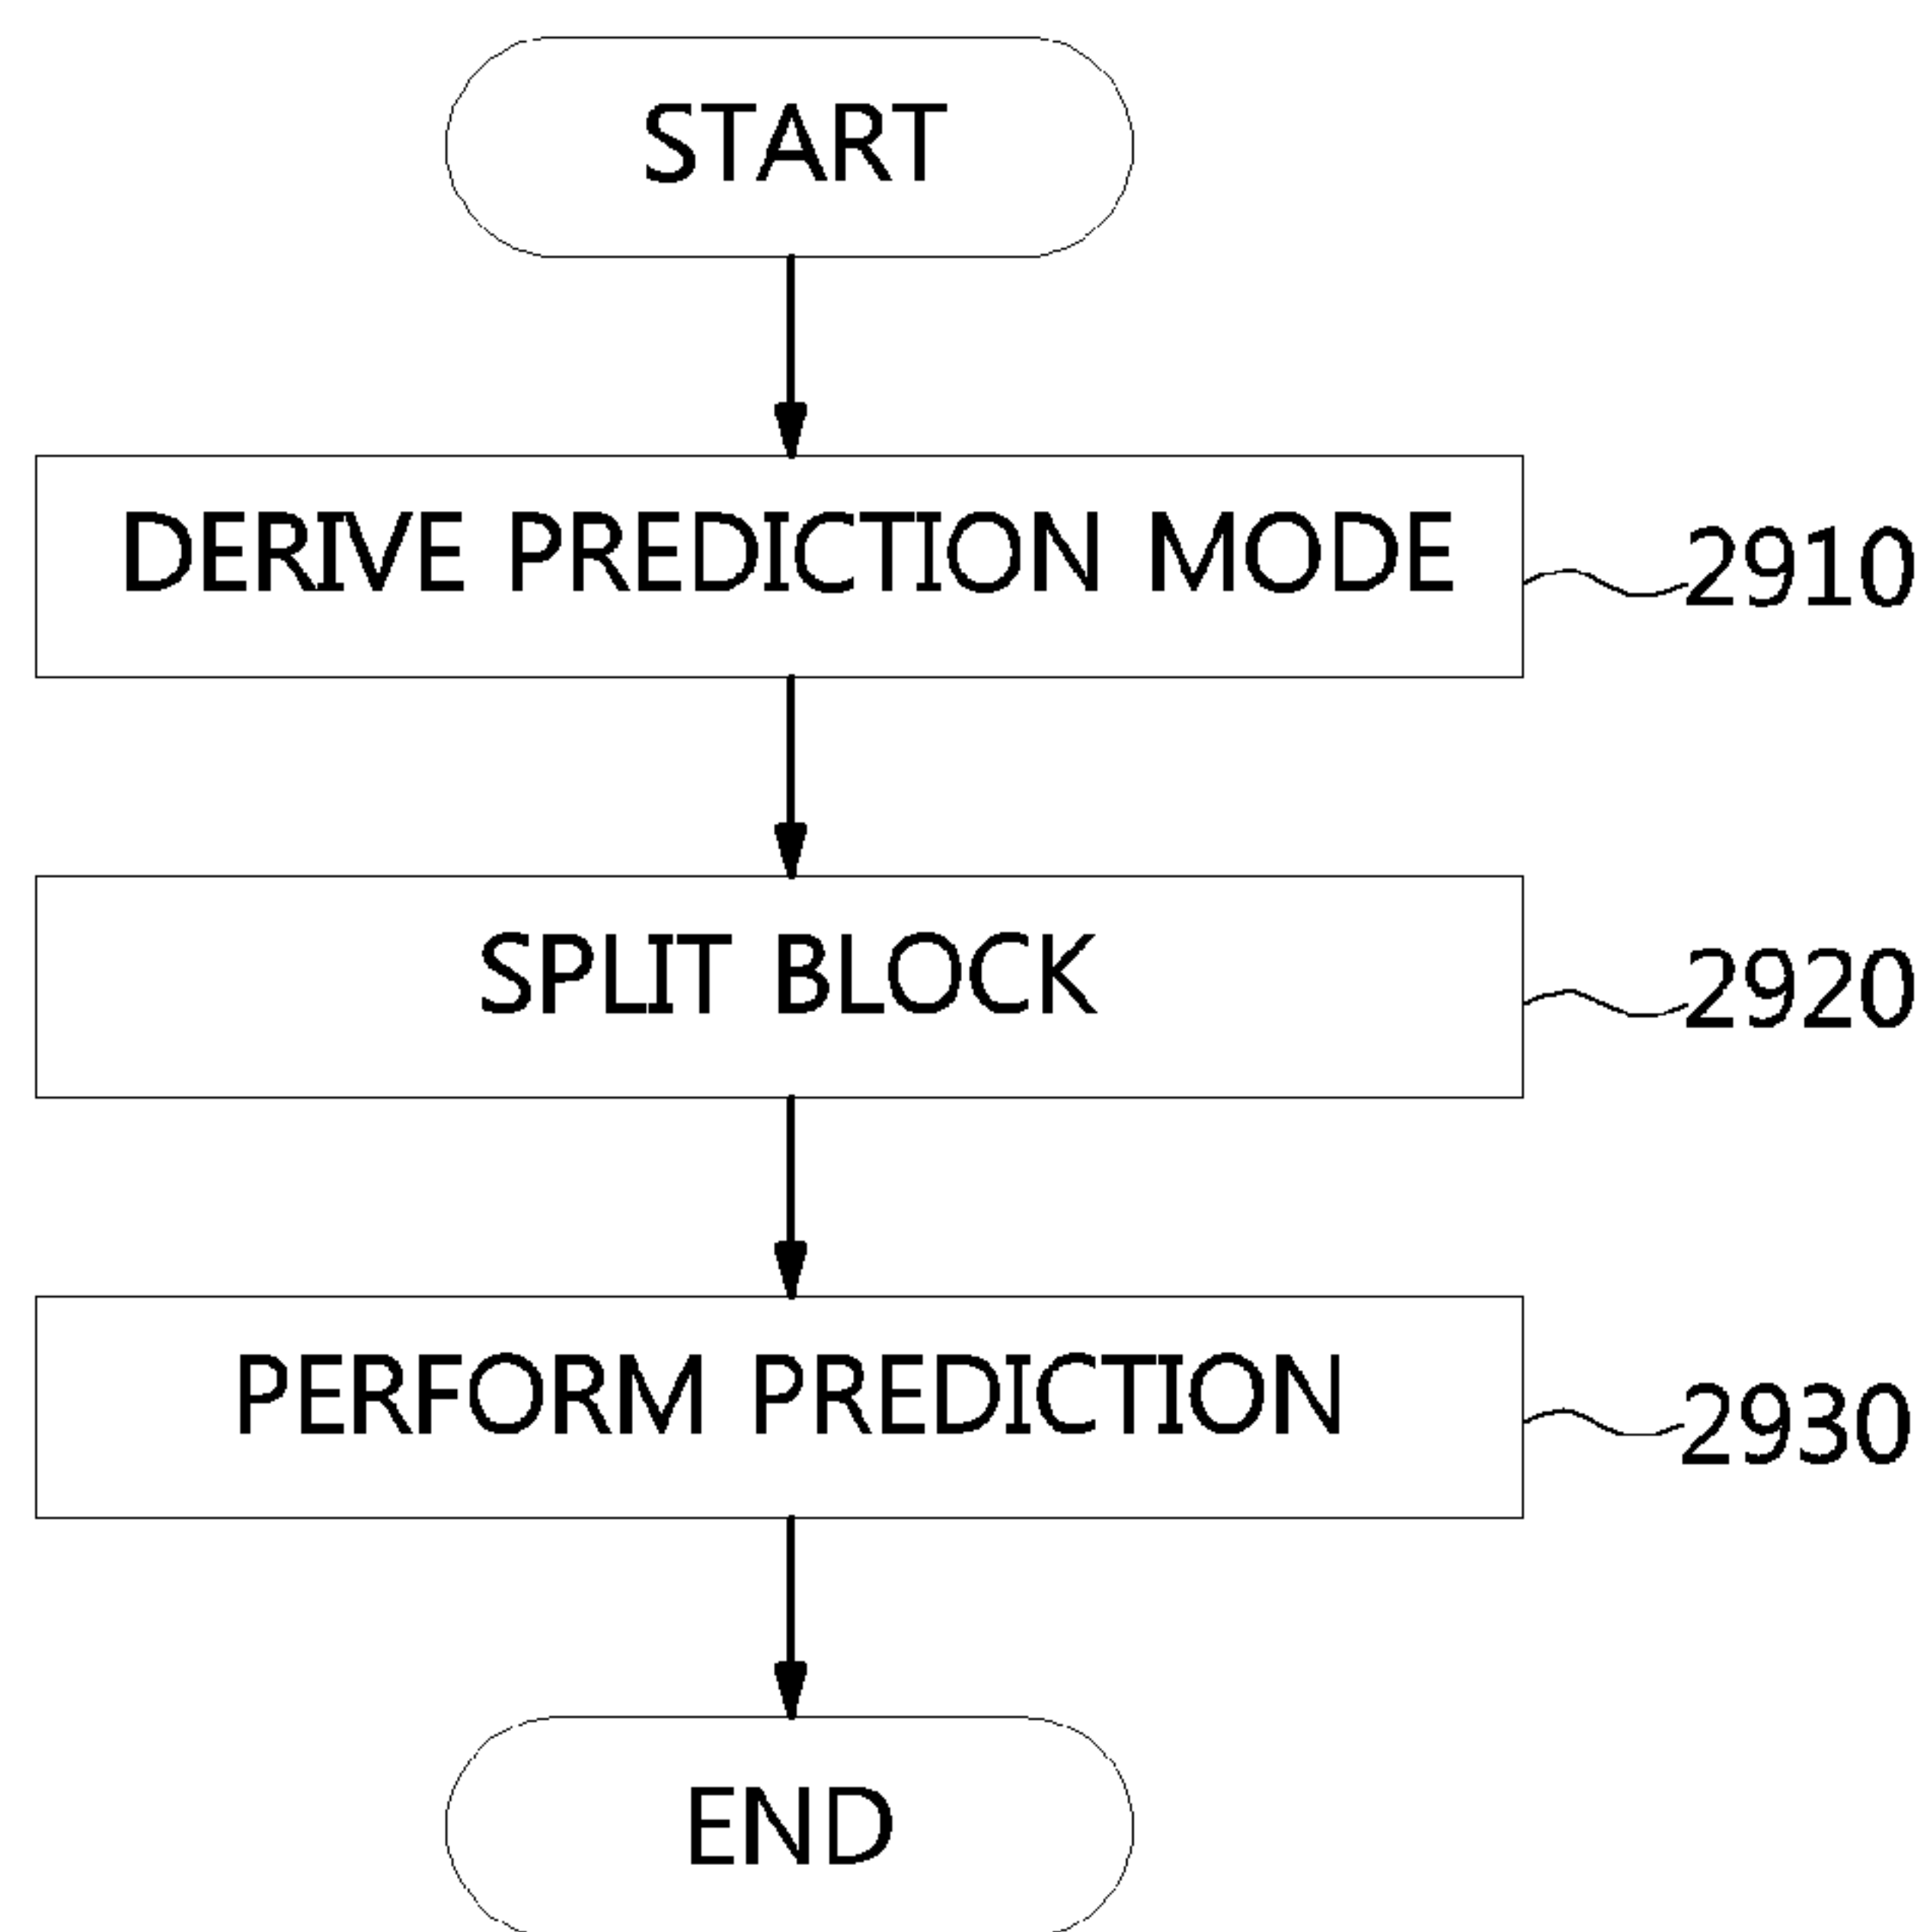 START
DERIVE PREDICTION MODE 2910
SPLIT BLOCK 2920
PERFORM PREDICTION 2930
END